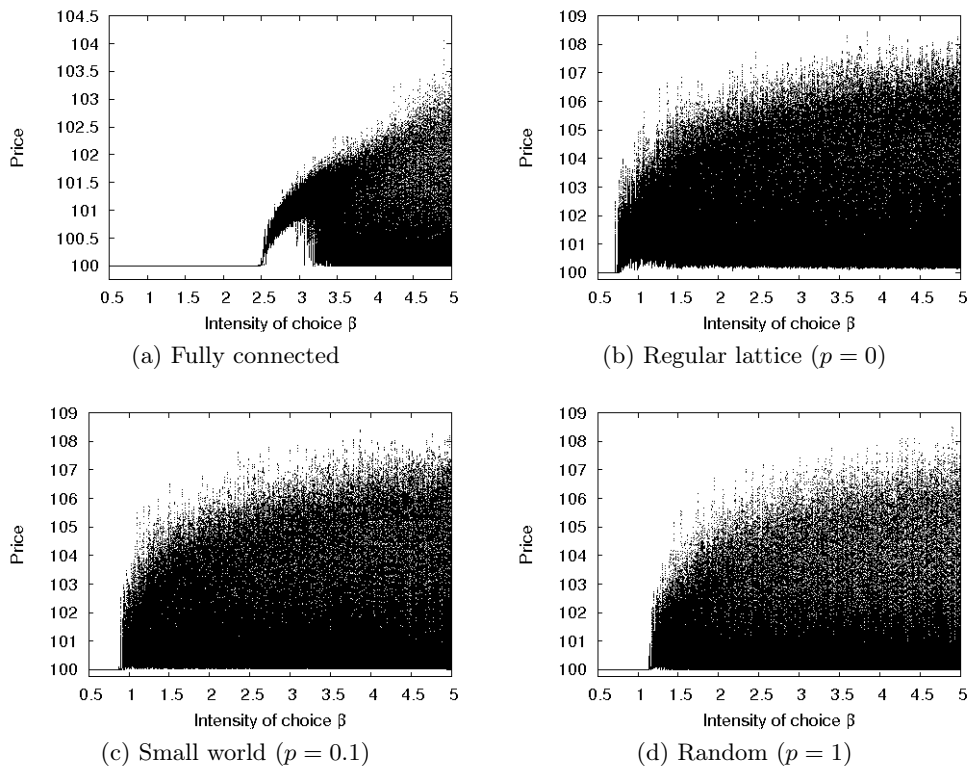 104.5
104
103.5
103
102.5
102
101.5
101
100.5
100
Price
0.5 1 1.5 2 2.5 3 3.5 4 4.5 5
Intensity of choice β
(a) Fully connected
109
108
107
106
105
104
103
102
101
100
Price
0.5 1 1.5 2 2.5 3 3.5 4 4.5 5
Intensity of choice β
(b) Regular lattice (p = 0)
109
108
107
106
105
104
103
102
101
100
Price
0.5 1 1.5 2 2.5 3 3.5 4 4.5 5
Intensity of choice β
(c) Small world (p = 0.1)
109
108
107
106
105
104
103
102
101
100
Price
0.5 1 1.5 2 2.5 3 3.5 4 4.5 5
Intensity of choice β
(d) Random (p = 1)